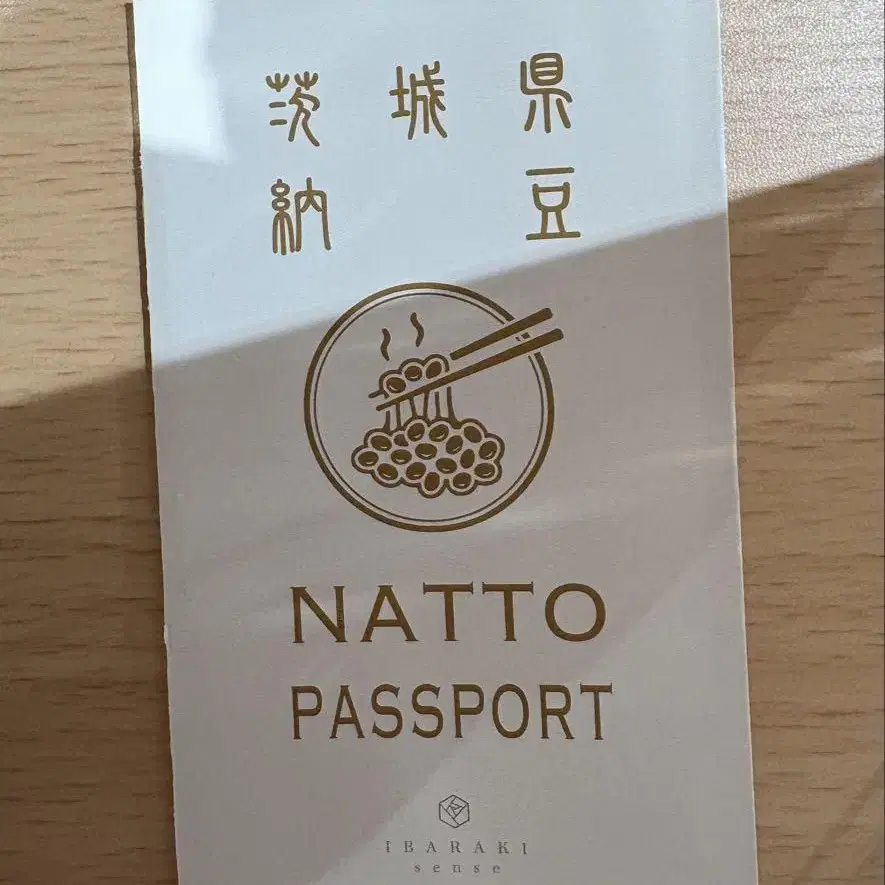 茨城県
納豆
NATTO
PASSPORT
IBARAKI
sense